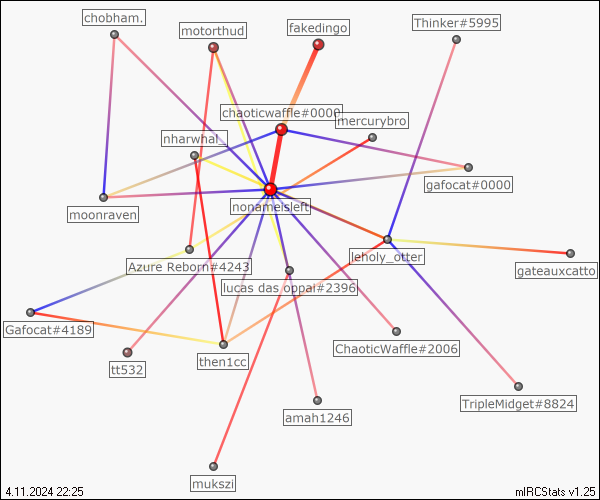 chobham.
motorthud
fakedingo
Thinker#5995
chaoticwaffle#0000
mercurybro
nharwhal_
gafocat#0000
moonraven
nonameisleft
leholy_otter
Azure Reborn#4243
gateauxcatto
lucas das oppai#2396
Gafocat#4189
ChaoticWaffle#2006
then1cc
tt532
TripleMidget#8824
amah1246
mukszi
4.11.2024 22:25
mIRCStats v1.25